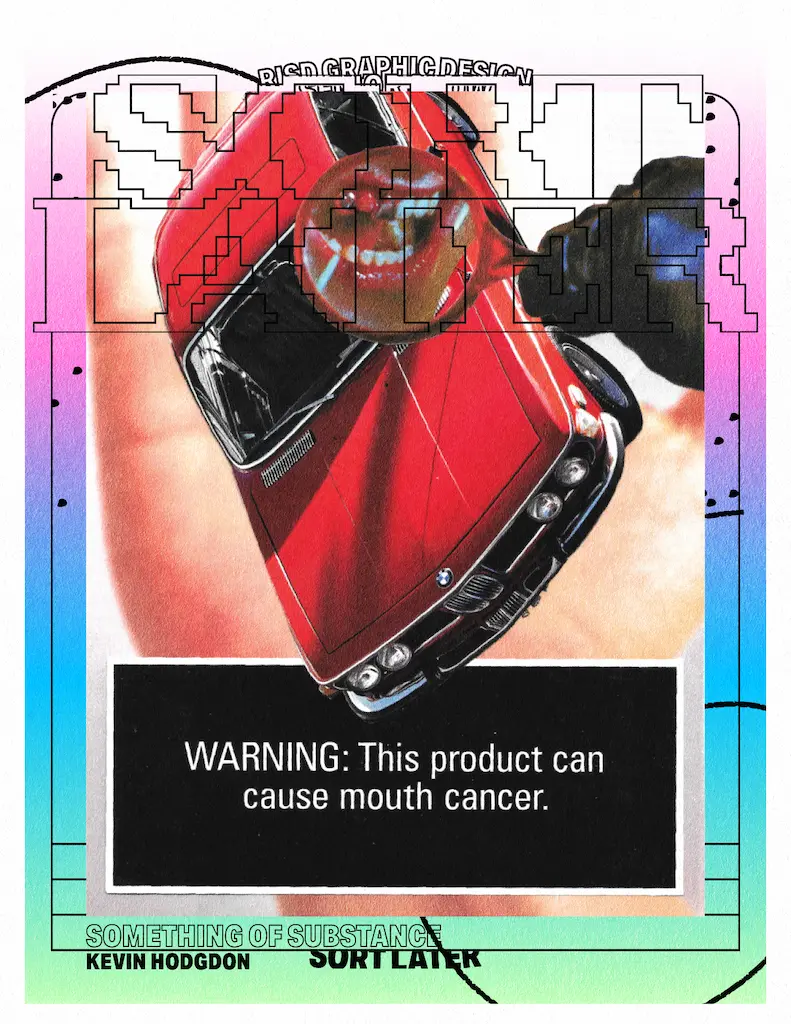 RISD GRAPHIC DESIGN
SORT
LATER
BMW
WARNING: This product can
cause mouth cancer.
SOMETHING OF SUBSTANCE
KEVIN HODGDON
SORT LATER